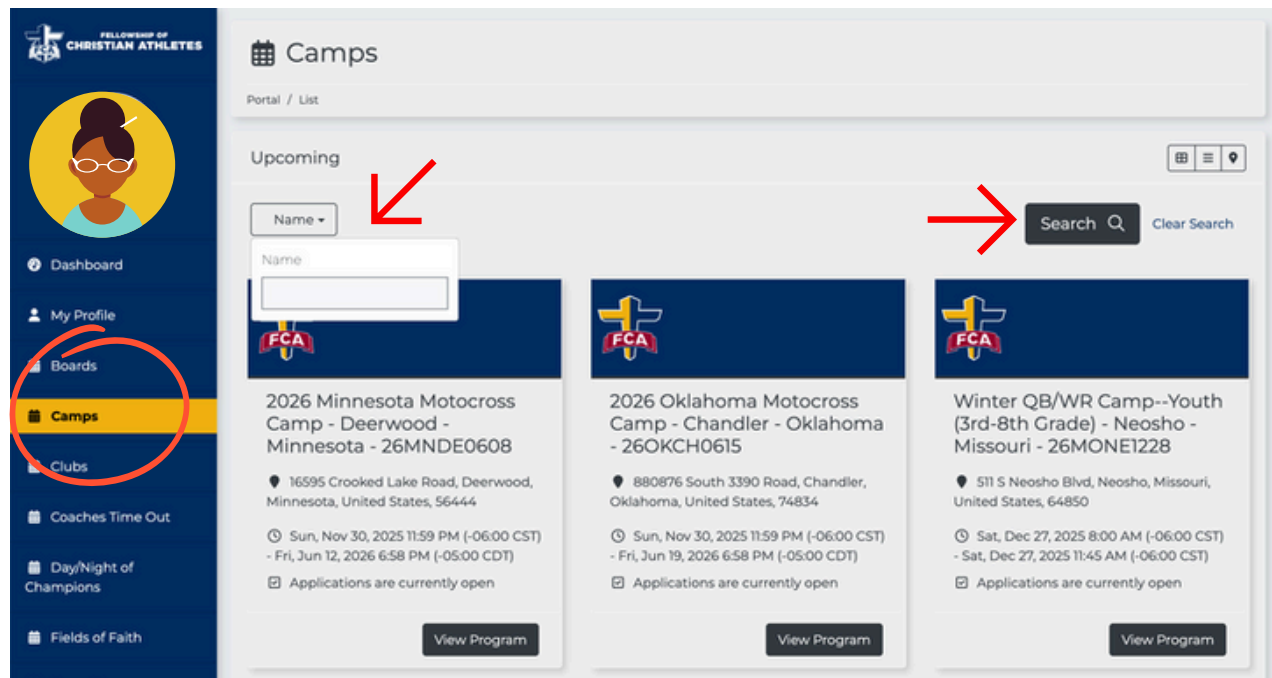 FELLOWSHIP OF
CHRISTIAN ATHLETES
FCA
Dashboard
My Profile
Boards
Camps
Clubs
Coaches Time Out
Day/Night of
Champions
Fields of Faith
Camps
Portal / List
Upcoming
Name
Search
Clear Search
Name
FCA
2026 Minnesota Motocross
Camp - Deerwood -
Minnesota - 26MNDE0608
16595 Crooked Lake Road, Deerwood,
Minnesota, United States, 56444
Sun, Nov 30, 2025 11:59 PM (-06:00 CST)
- Fri, Jun 12, 2026 6:58 PM (-05:00 CDT)
Applications are currently open
View Program
FCA
2026 Oklahoma Motocross
Camp - Chandler - Oklahoma
- 26OKCH0615
880876 South 3390 Road, Chandler,
Oklahoma, United States, 74834
Sun, Nov 30, 2025 11:59 PM (-06:00 CST)
- Fri, Jun 19, 2026 6:58 PM (-05:00 CDT)
Applications are currently open
View Program
FCA
Winter QB/WR Camp--Youth
(3rd-8th Grade) - Neosho -
Missouri - 26MONE1228
511 S Neosho Blvd, Neosho, Missouri,
United States, 64850
Sat, Dec 27, 2025 8:00 AM (-06:00 CST)
- Sat, Dec 27, 2025 11:45 AM (-06:00 CST)
Applications are currently open
View Program